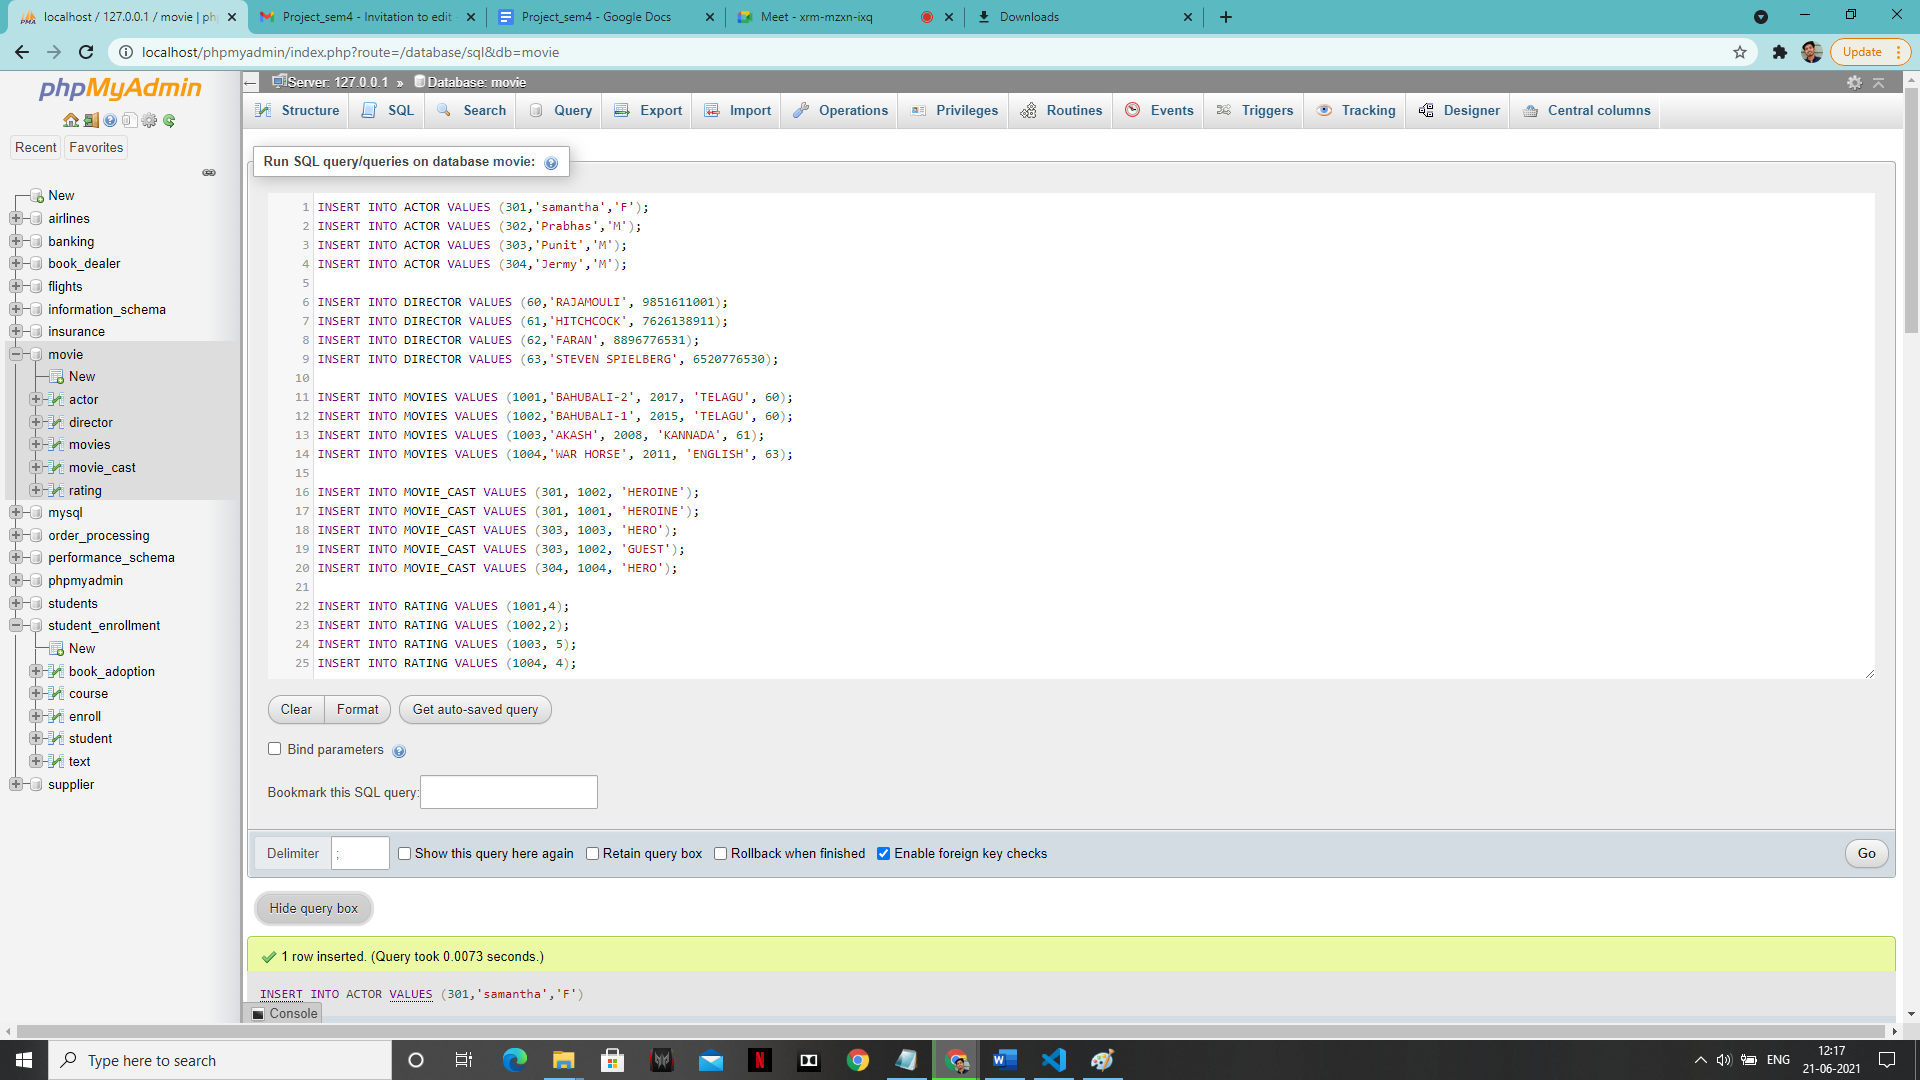 localhost / 127.0.0.1 / movie | ph
Project_sem4 - Invitation to edit
Project_sem4 - Google Docs
Meet - xrm-mzxn-ixq
Downloads
localhost/phpmyadmin/index.php?route=/database/sql&db=movie
Update
phpMyAdmin
Recent
Favorites
New
airlines
banking
book_dealer
flights
information_schema
insurance
movie
New
actor
director
movies
movie_cast
rating
mysql
order_processing
performance_schema
phpmyadmin
students
student_enrollment
New
book_adoption
course
enroll
student
text
supplier
Server: 127.0.0.1 » Database: movie
Structure SQL Search Query Export Import Operations Privileges Routines Events Triggers Tracking Designer Central columns
Run SQL query/queries on database movie:
1 INSERT INTO ACTOR VALUES (301,'samantha','F');
2 INSERT INTO ACTOR VALUES (302,'Prabhas','M');
3 INSERT INTO ACTOR VALUES (303,'Punit','M');
4 INSERT INTO ACTOR VALUES (304,'Jermy','M');
5
6 INSERT INTO DIRECTOR VALUES (60,'RAJAMOULI', 9851611001);
7 INSERT INTO DIRECTOR VALUES (61,'HITCHCOCK', 7626138911);
8 INSERT INTO DIRECTOR VALUES (62,'FARAN', 8896776531);
9 INSERT INTO DIRECTOR VALUES (63,'STEVEN SPIELBERG', 6520776530);
10
11 INSERT INTO MOVIES VALUES (1001,'BAHUBALI-2', 2017, 'TELAGU', 60);
12 INSERT INTO MOVIES VALUES (1002,'BAHUBALI-1', 2015, 'TELAGU', 60);
13 INSERT INTO MOVIES VALUES (1003,'AKASH', 2008, 'KANNADA', 61);
14 INSERT INTO MOVIES VALUES (1004,'WAR HORSE', 2011, 'ENGLISH', 63);
15
16 INSERT INTO MOVIE_CAST VALUES (301, 1002, 'HEROINE');
17 INSERT INTO MOVIE_CAST VALUES (301, 1001, 'HEROINE');
18 INSERT INTO MOVIE_CAST VALUES (303, 1003, 'HERO');
19 INSERT INTO MOVIE_CAST VALUES (303, 1002, 'GUEST');
20 INSERT INTO MOVIE_CAST VALUES (304, 1004, 'HERO');
21
22 INSERT INTO RATING VALUES (1001,4);
23 INSERT INTO RATING VALUES (1002,2);
24 INSERT INTO RATING VALUES (1003, 5);
25 INSERT INTO RATING VALUES (1004, 4);
Clear Format Get auto-saved query
Bind parameters
Bookmark this SQL query:
Delimiter ; Show this query here again Retain query box Rollback when finished Enable foreign key checks Go
Hide query box
1 row inserted. (Query took 0.0073 seconds.)
INSERT INTO ACTOR VALUES (301,'samantha','F')
Console
Type here to search
ENG
12:17
21-06-2021